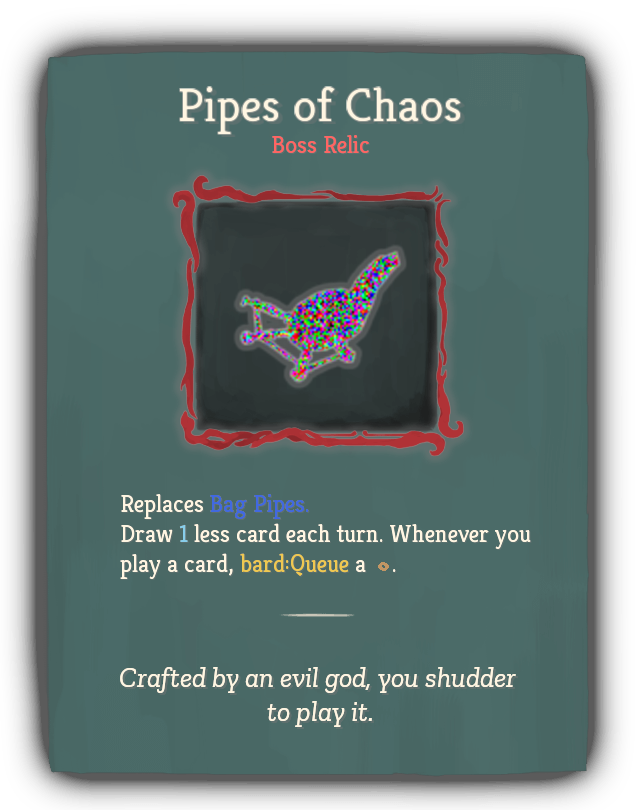 Pipes of Chaos
Boss Relic
Replaces Bag Pipes.
Draw 1 less card each turn. Whenever you
play a card, bard:Queue a .
Crafted by an evil god, you shudder
to play it.